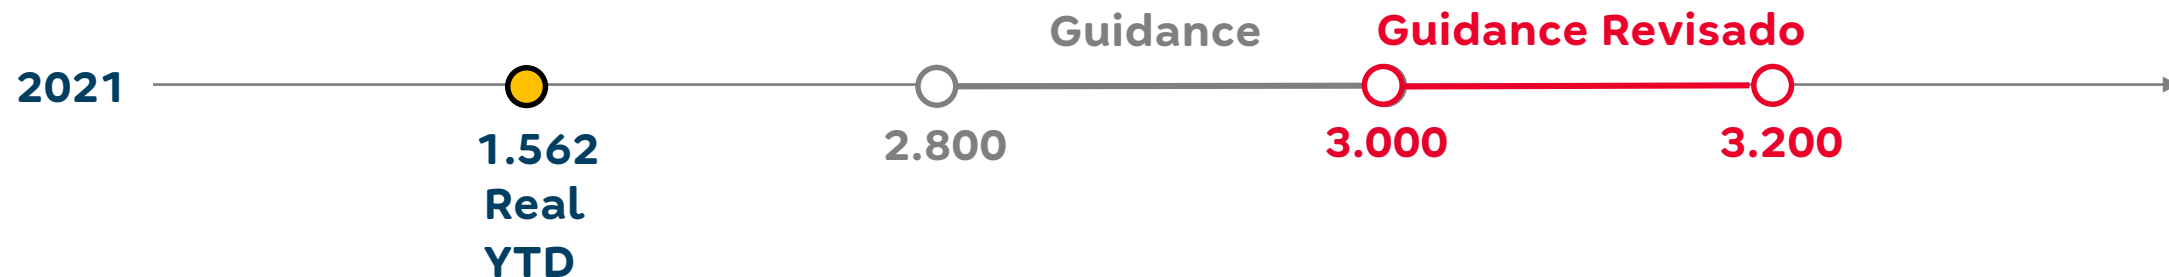 Guidance
Guidance Revisado
2021
1.562
Real
YTD
2.800
3.000
3.200